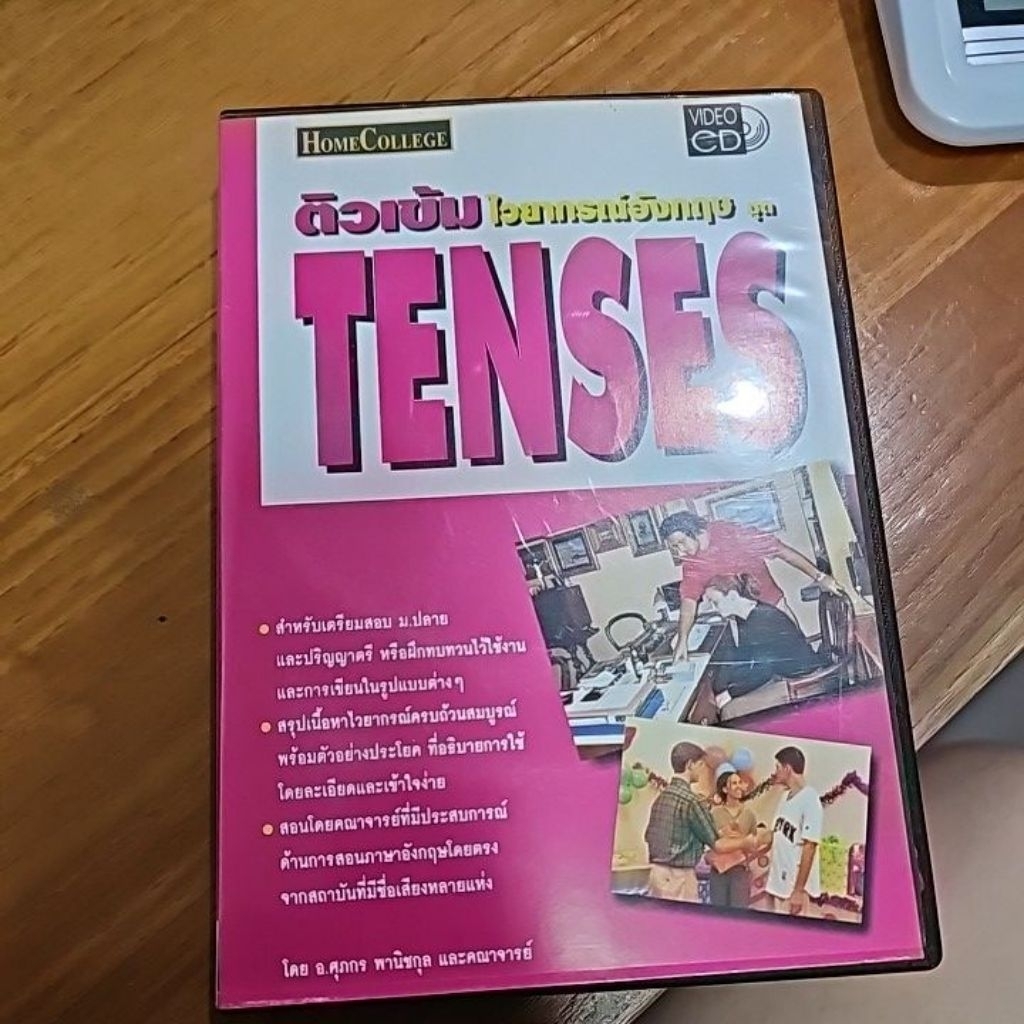 HOMECOLLEGE
VIDEO
CD
ติวเข้ม ไวยากรณ์อังกฤษ ชุด
TENSES
สำหรับเตรียมสอบ ม.ปลาย
และปริญญาตรี หรือฝึกทบทวนไว้ใช้งาน
และการเขียนในรูปแบบต่าง ๆ
สรุปเนื้อหาไวยากรณ์ครบถ้วนสมบูรณ์
พร้อมตัวอย่างประโยค ที่อธิบายการใช้
โดยละเอียดและเข้าใจง่าย
สอนโดยคณาจารย์ที่มีประสบการณ์
ด้านการสอนภาษาอังกฤษโดยตรง
จากสถาบันที่มีชื่อเสียงหลายแห่ง
โดย อ.ศุภกร พานิชกุล และคณาจารย์